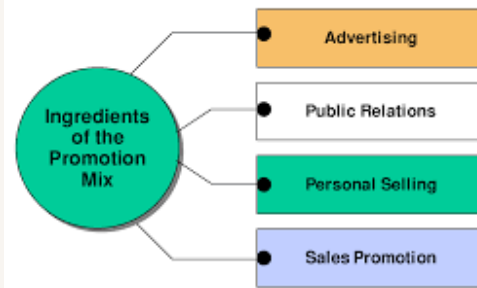 Ingredients
of the
Promotion
Mix
Advertising
Public Relations
Personal Selling
Sales Promotion